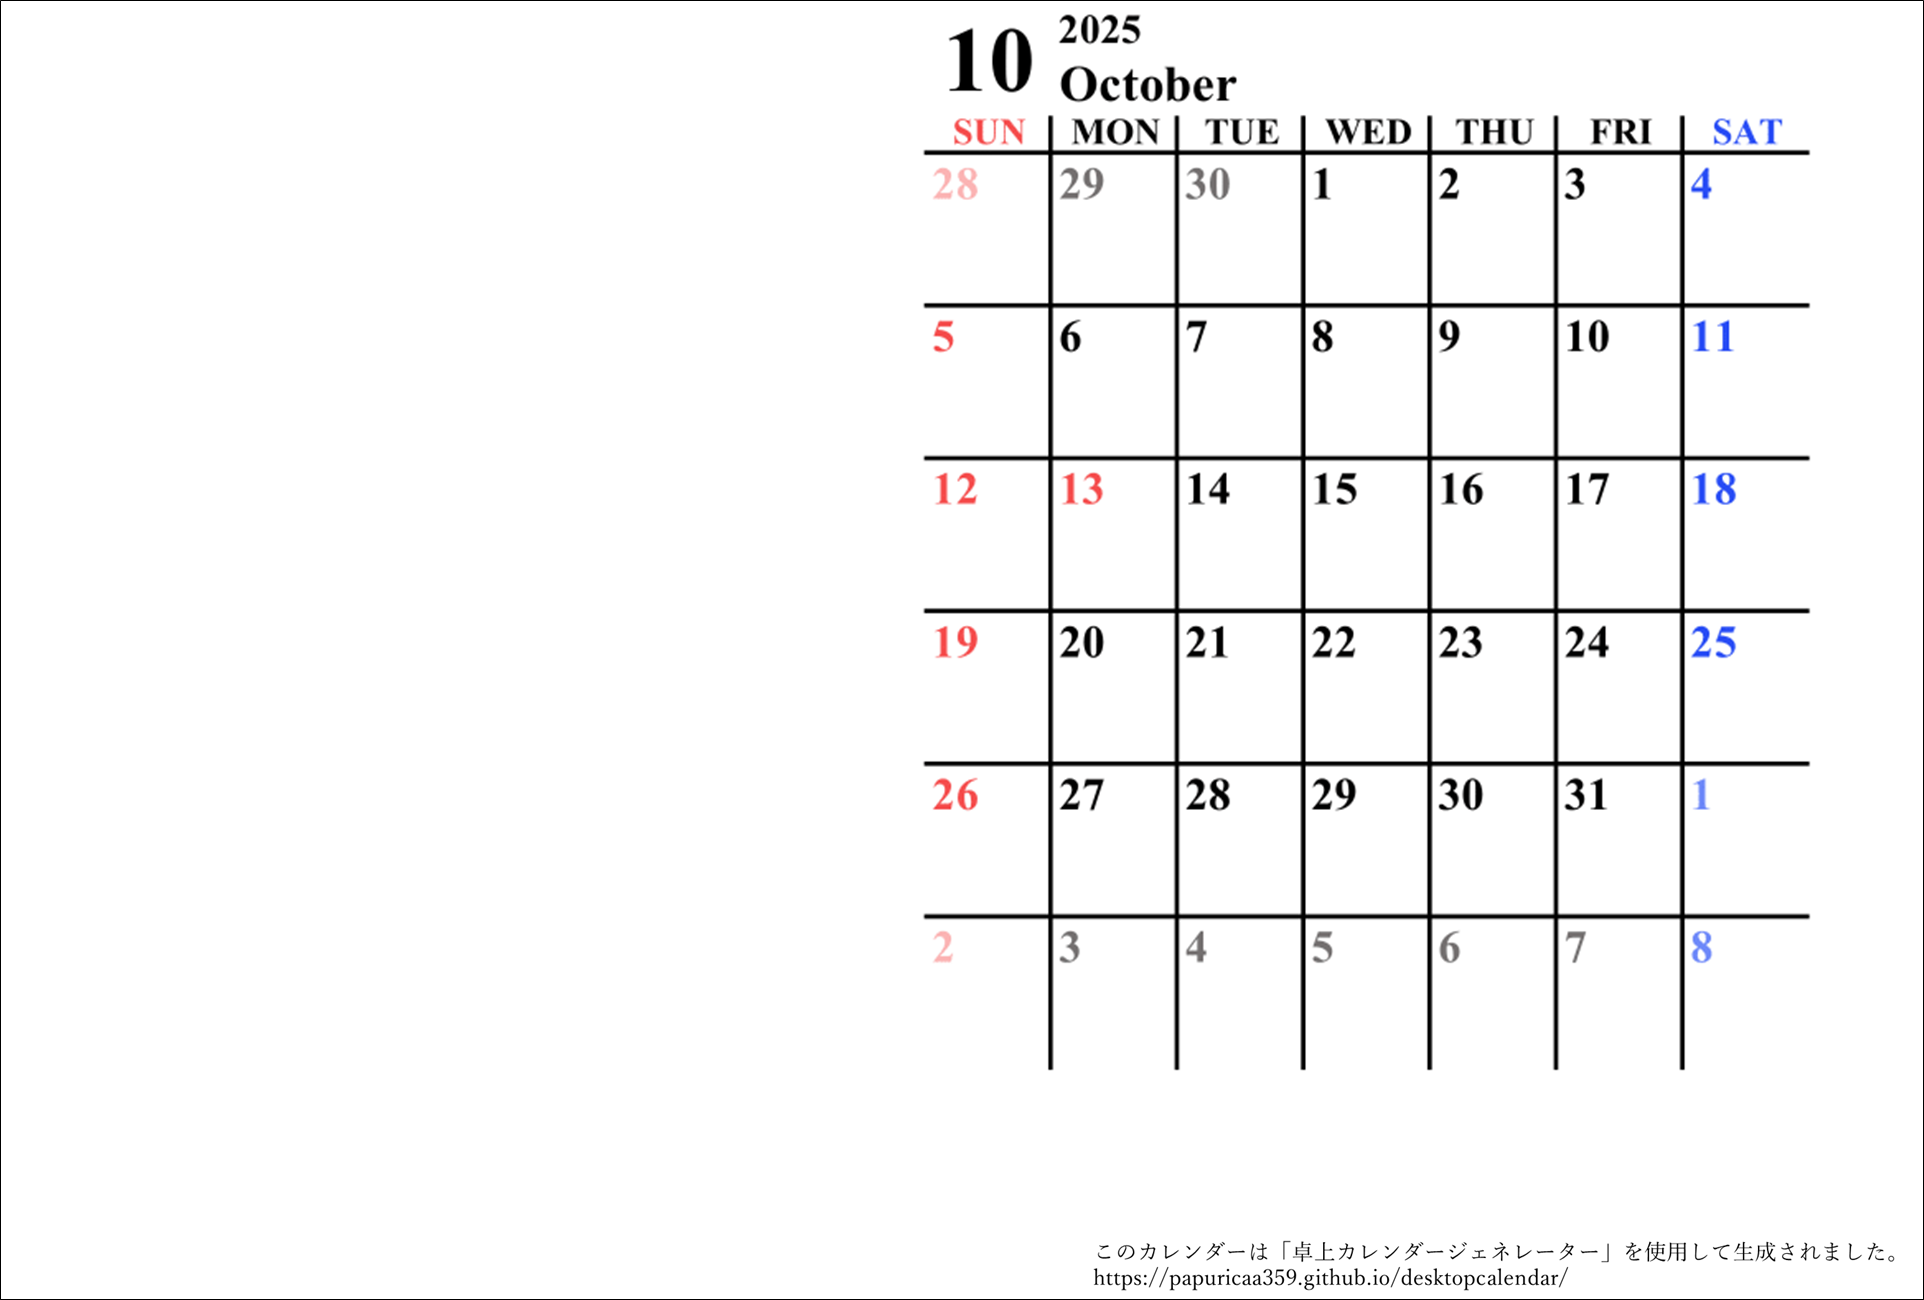 10
2025
October
SUN MON TUE WED THU FRI SAT
28 29 30 1 2 3 4
5 6 7 8 9 10 11
12 13 14 15 16 17 18
19 20 21 22 23 24 25
26 27 28 29 30 31 1
2 3 4 5 6 7 8
このカレンダーは「卓上カレンダージェネレーター」を使用して生成されました。
https://papuricaa359.github.io/desktopcalendar/